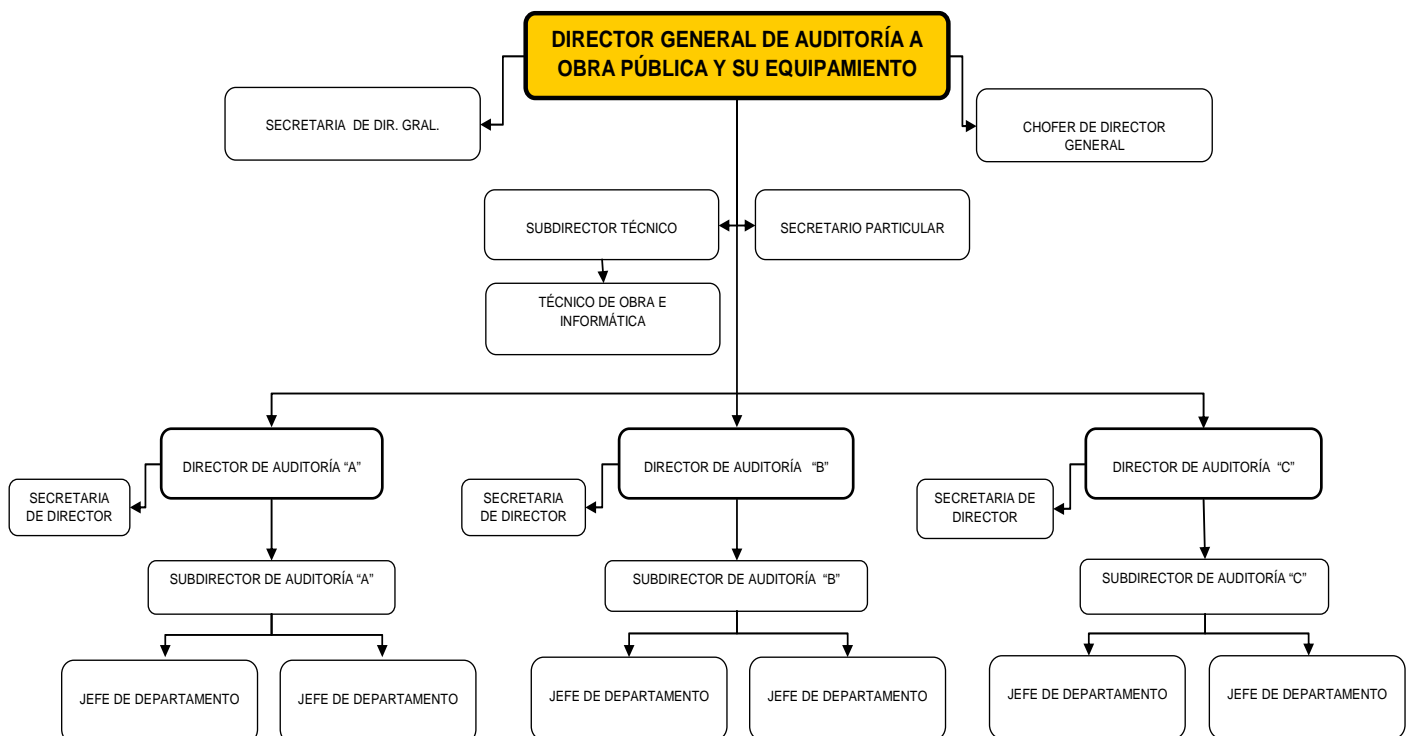 DIRECTOR GENERAL DE AUDITORÍA A
OBRA PÚBLICA Y SU EQUIPAMIENTO
SECRETARIA DE DIR. GRAL.
CHOFER DE DIRECTOR
GENERAL
SUBDIRECTOR TÉCNICO
SECRETARIO PARTICULAR
TÉCNICO DE OBRA E
INFORMÁTICA
DIRECTOR DE AUDITORÍA “A”
DIRECTOR DE AUDITORÍA “B”
DIRECTOR DE AUDITORÍA “C”
SECRETARIA
DE DIRECTOR
SECRETARIA
DE DIRECTOR
SECRETARIA DE
DIRECTOR
SUBDIRECTOR DE AUDITORÍA “A”
SUBDIRECTOR DE AUDITORÍA “B”
SUBDIRECTOR DE AUDITORÍA “C”
JEFE DE DEPARTAMENTO
JEFE DE DEPARTAMENTO
JEFE DE DEPARTAMENTO
JEFE DE DEPARTAMENTO
JEFE DE DEPARTAMENTO
JEFE DE DEPARTAMENTO